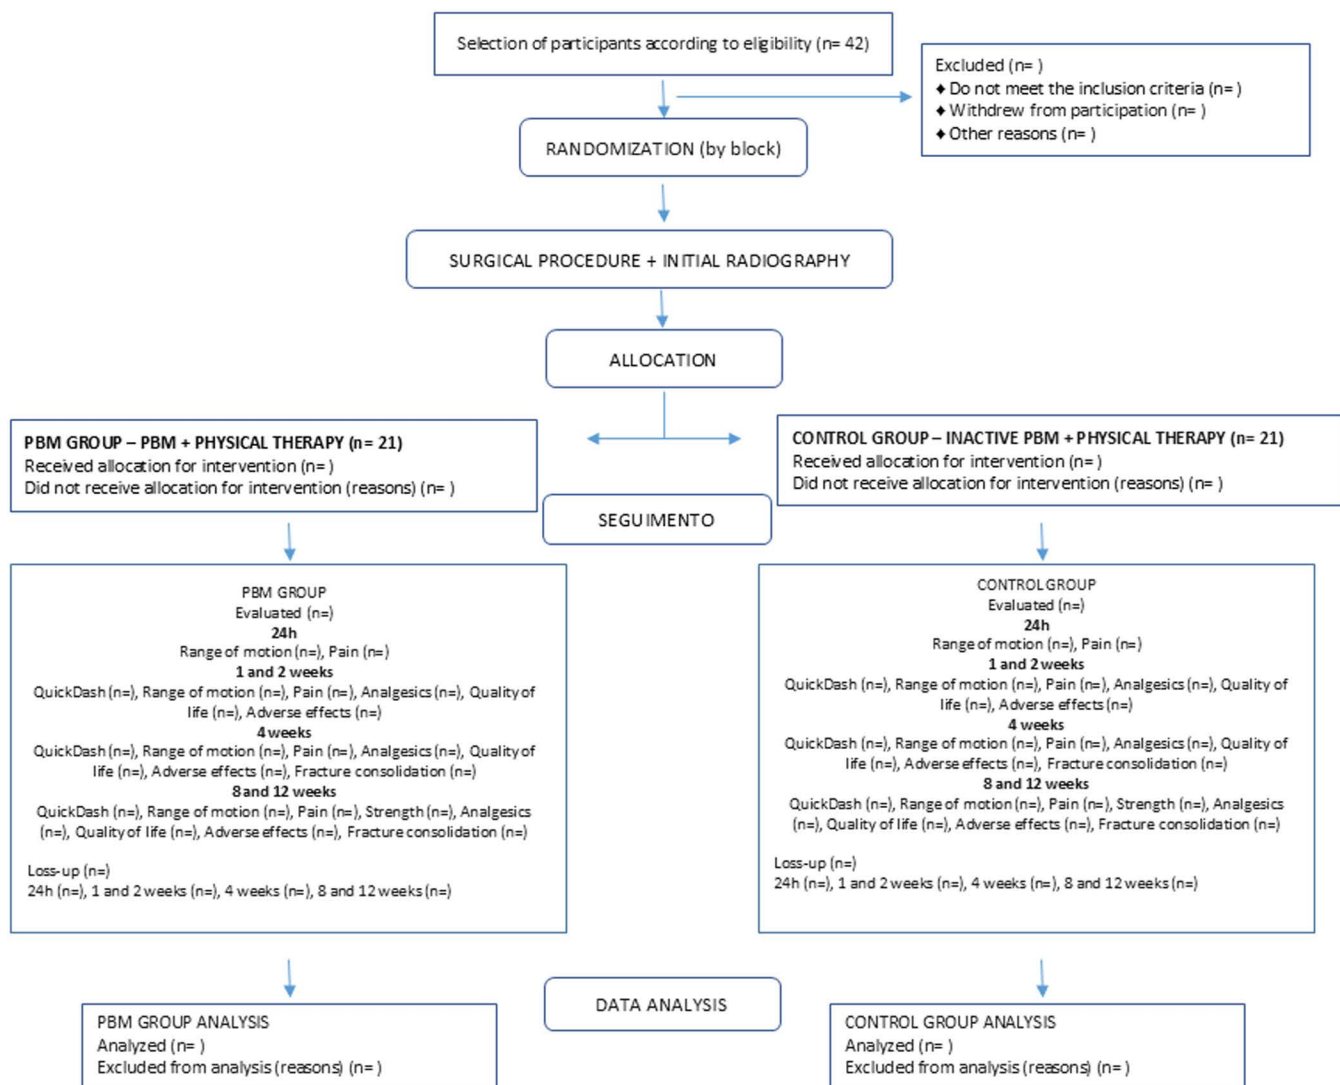 Selection of participants according to eligibility (n= 42)
Excluded (n= )
♦ Do not meet the inclusion criteria (n= )
♦ Withdrew from participation (n= )
♦ Other reasons (n= )
RANDOMIZATION (by block)
SURGICAL PROCEDURE + INITIAL RADIOGRAPHY
ALLOCATION
PBM GROUP – PBM + PHYSICAL THERAPY (n= 21)
Received allocation for intervention (n= )
Did not receive allocation for intervention (reasons) (n= )
CONTROL GROUP – INACTIVE PBM + PHYSICAL THERAPY (n= 21)
Received allocation for intervention (n= )
Did not receive allocation for intervention (reasons) (n= )
SEGUIMENTO
PBM GROUP
Evaluated (n=)
24h
Range of motion (n=), Pain (n=)
1 and 2 weeks
QuickDash (n=), Range of motion (n=), Pain (n=), Analgesics (n=), Quality of
life (n=), Adverse effects (n=)
4 weeks
QuickDash (n=), Range of motion (n=), Pain (n=), Analgesics (n=), Quality of
life (n=), Adverse effects (n=), Fracture consolidation (n=)
8 and 12 weeks
QuickDash (n=), Range of motion (n=), Pain (n=), Strength (n=), Analgesics
(n=), Quality of life (n=), Adverse effects (n=), Fracture consolidation (n=)
Loss-up (n=)
24h (n=), 1 and 2 weeks (n=), 4 weeks (n=), 8 and 12 weeks (n=)
CONTROL GROUP
Evaluated (n=)
24h
Range of motion (n=), Pain (n=)
1 and 2 weeks
QuickDash (n=), Range of motion (n=), Pain (n=), Analgesics (n=), Quality of
life (n=), Adverse effects (n=)
4 weeks
QuickDash (n=), Range of motion (n=), Pain (n=), Analgesics (n=), Quality of
life (n=), Adverse effects (n=), Fracture consolidation (n=)
8 and 12 weeks
QuickDash (n=), Range of motion (n=), Pain (n=), Strength (n=), Analgesics
(n=), Quality of life (n=), Adverse effects (n=), Fracture consolidation (n=)
Loss-up (n=)
24h (n=), 1 and 2 weeks (n=), 4 weeks (n=), 8 and 12 weeks (n=)
DATA ANALYSIS
PBM GROUP ANALYSIS
Analyzed (n= )
Excluded from analysis (reasons) (n= )
CONTROL GROUP ANALYSIS
Analyzed (n= )
Excluded from analysis (reasons) (n= )